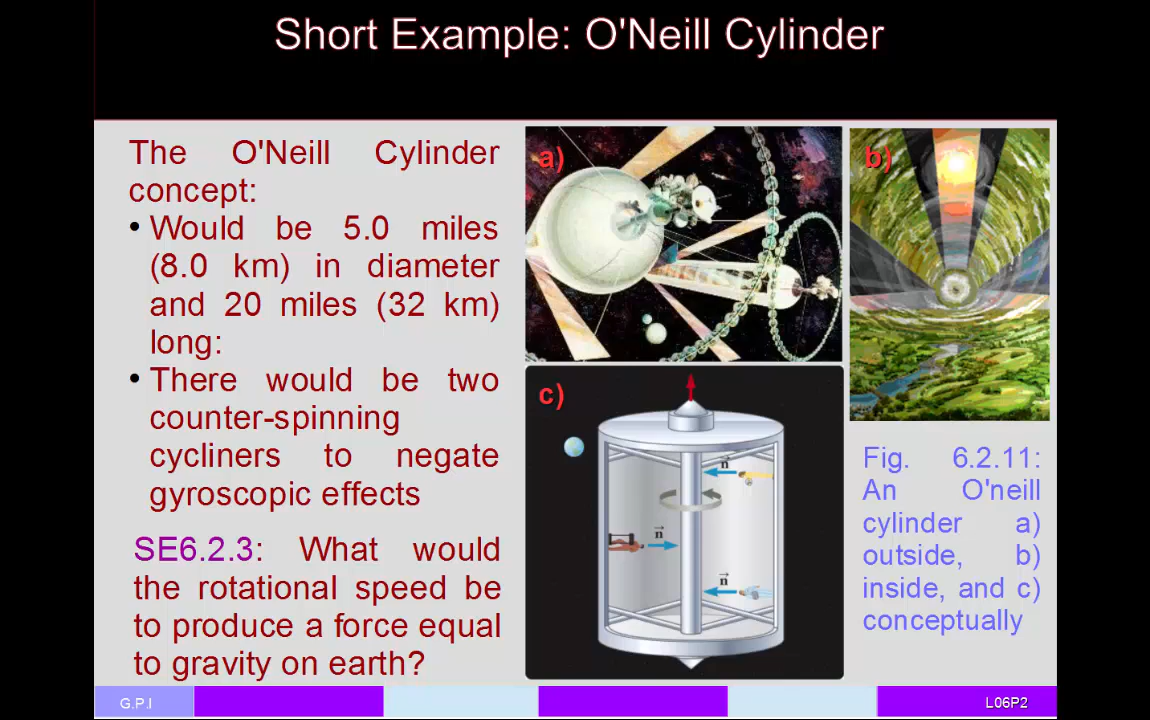 Short Example: O'Neill Cylinder
The O'Neill Cylinder
concept:
• Would be 5.0 miles
(8.0 km) in diameter
and 20 miles (32 km)
long:
• There would be two
counter-spinning
cycliners to negate
gyroscopic effects
SE6.2.3: What would
the rotational speed be
to produce a force equal
to gravity on earth?
a)
b)
c)
n
n
n
Fig. 6.2.11:
An O'neill
cylinder a)
outside, b)
inside, and c)
conceptually
G.P.I
L06P2